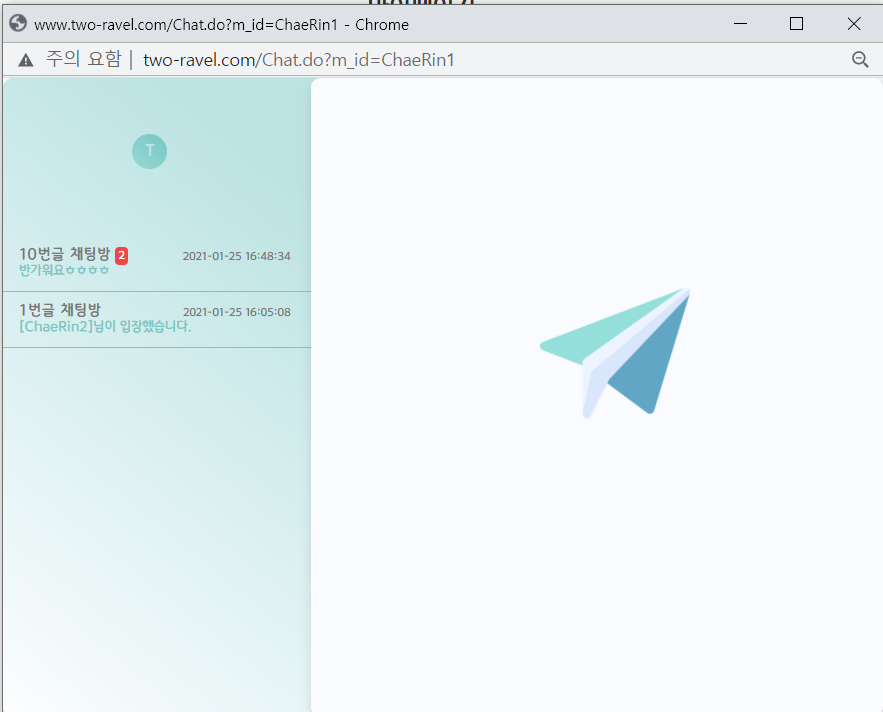 www.two-ravel.com/Chat.do?m_id=ChaeRin1 - Chrome
주의 요함 | two-ravel.com/Chat.do?m_id=ChaeRin1
T
10번글 채팅방 2 2021-01-25 16:48:34
반가워요ㅎㅎㅎㅎ
1번글 채팅방 2021-01-25 16:05:08
[ChaeRin2]님이 입장했습니다.